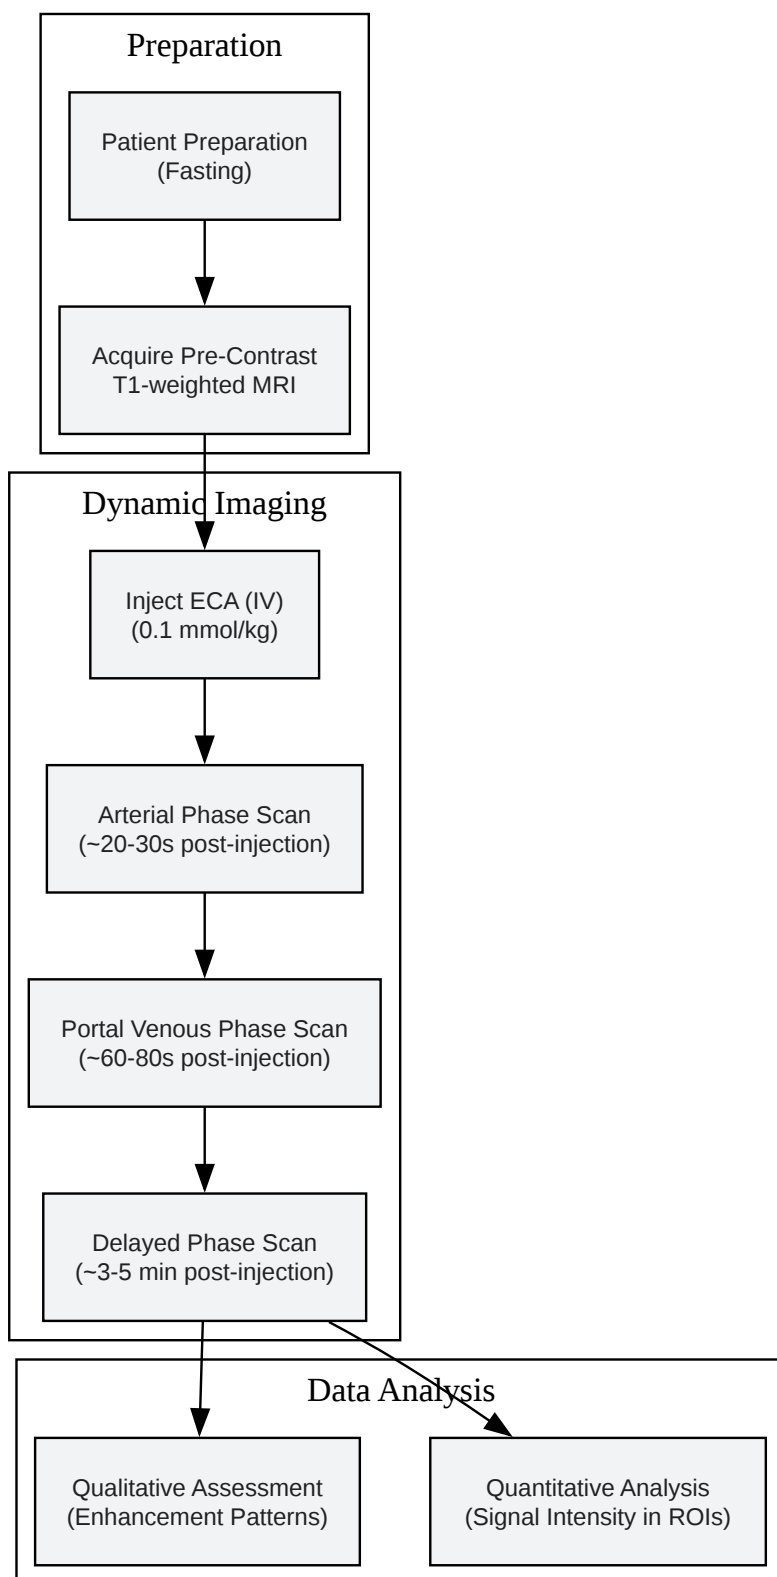 Preparation
Patient Preparation
(Fasting)
Acquire Pre-Contrast
T1-weighted MRI
Dynamic Imaging
Inject ECA (IV)
(0.1 mmol/kg)
Arterial Phase Scan
(~20-30s post-injection)
Portal Venous Phase Scan
(~60-80s post-injection)
Delayed Phase Scan
(~3-5 min post-injection)
Data Analysis
Qualitative Assessment
(Enhancement Patterns)
Quantitative Analysis
(Signal Intensity in ROIs)